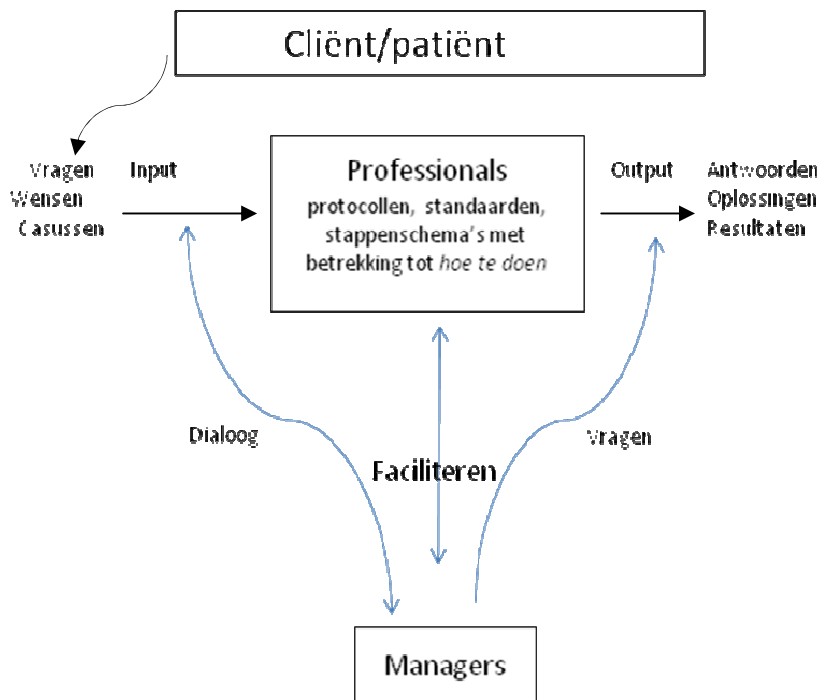 Cliënt/patiënt
Vragen
Wensen
Casussen
Input
Professionals
protocollen, standaarden,
stappenschema's met
betrekking tot hoe te doen
Output
Antwoorden
Oplossingen
Resultaten
Dialoog
Faciliteren
Vragen
Managers